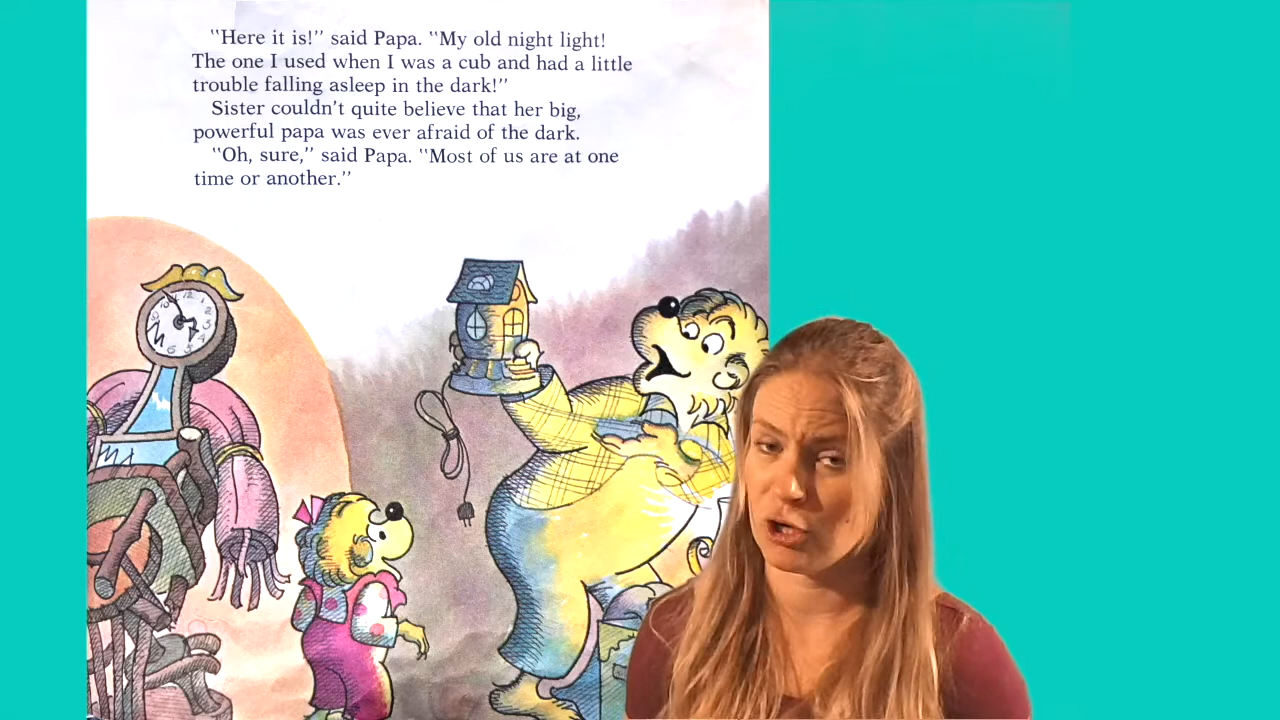 "Here it is!" said Papa. "My old night light!
The one I used when I was a cub and had a little
trouble falling asleep in the dark!"
Sister couldn't quite believe that her big,
powerful papa was ever afraid of the dark.
"Oh, sure," said Papa. "Most of us are at one
time or another."